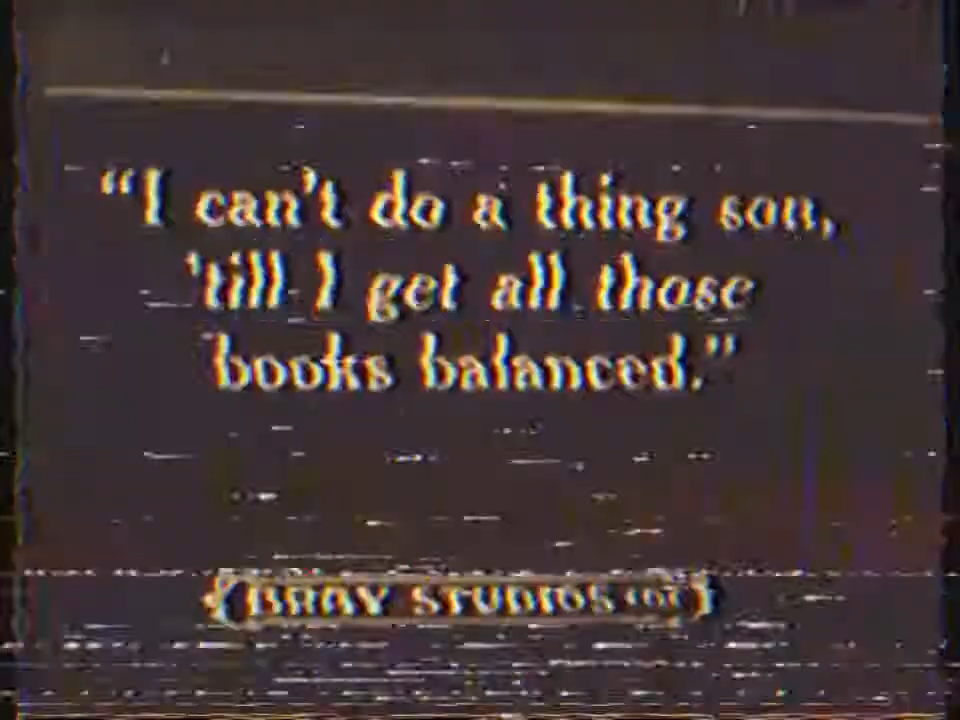 “I can't do a thing son,
'till I get all those
books balanced.”
BRAY STUDIOS